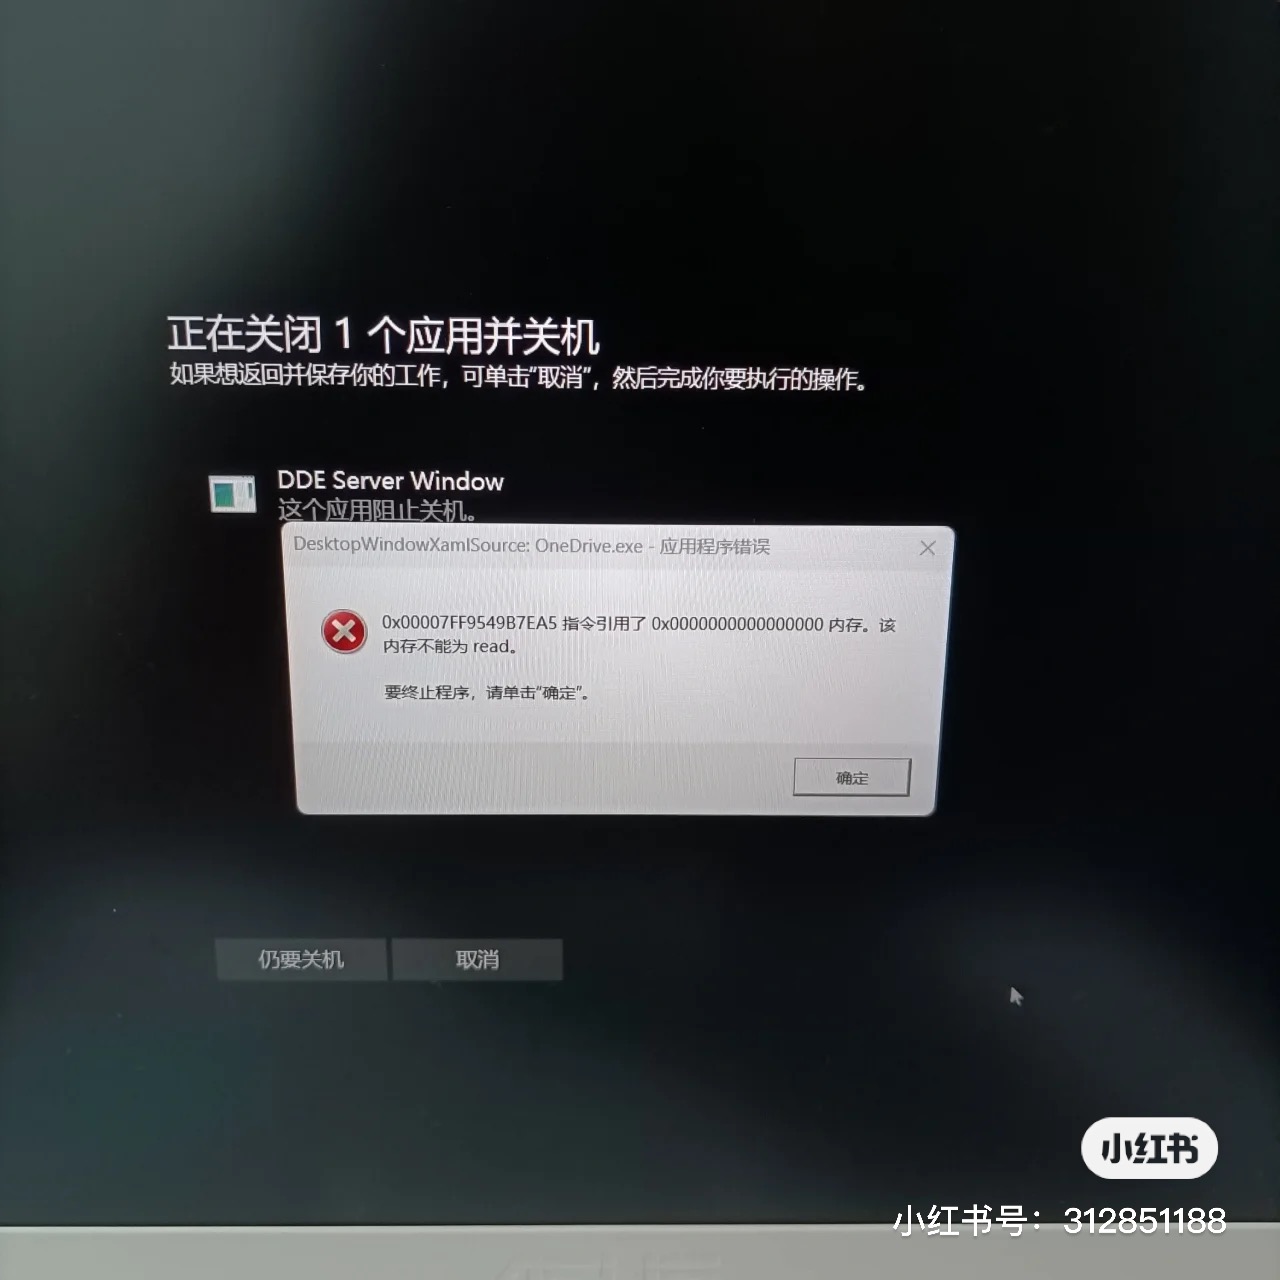 正在关闭 1 个应用并关机
如果想返回并保存你的工作，可单击“取消”，然后完成你要执行的操作。
DDE Server Window
这个应用阻止关机。
DesktopWindowXamlSource: OneDrive.exe - 应用程序错误
0x00007FF9549B7EA5 指令引用了 0x0000000000000000 内存。该
内存不能为 read。
要终止程序，请单击“确定”。
确定
仍要关机
取消
小红书
小红书号：312851188